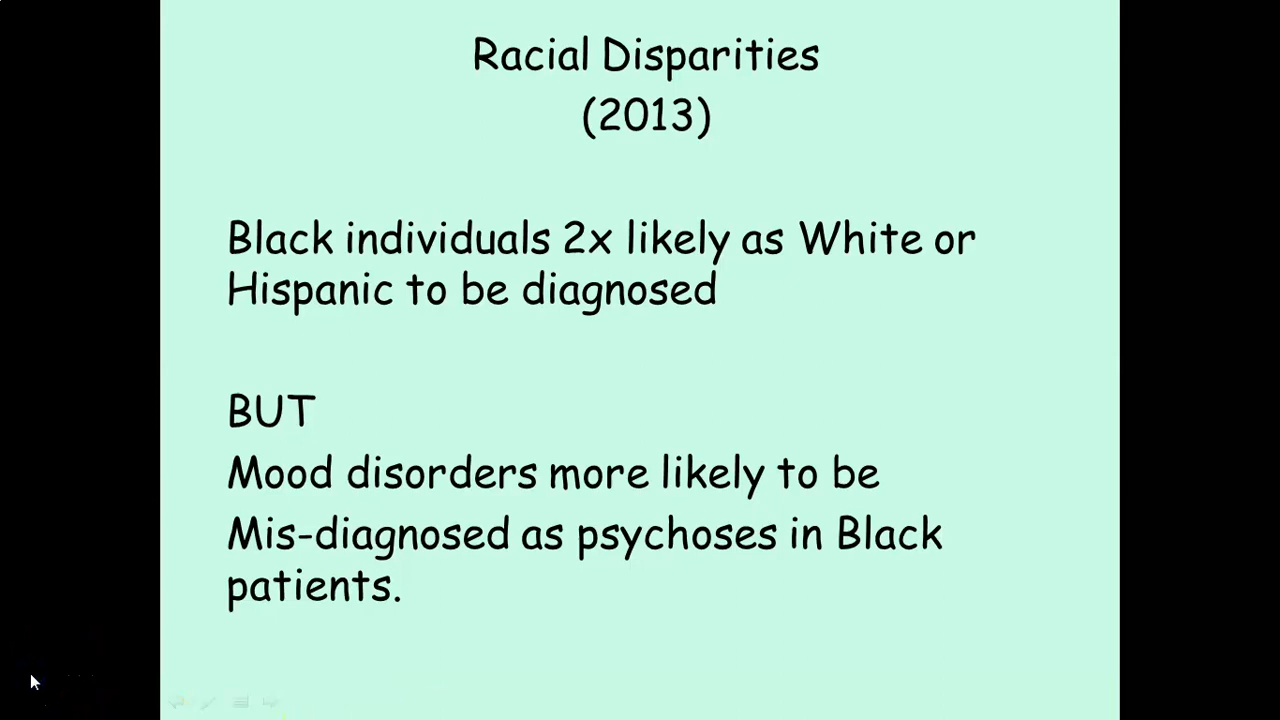 Racial Disparities
(2013)
Black individuals 2x likely as White or
Hispanic to be diagnosed
BUT
Mood disorders more likely to be
Mis-diagnosed as psychoses in Black
patients.